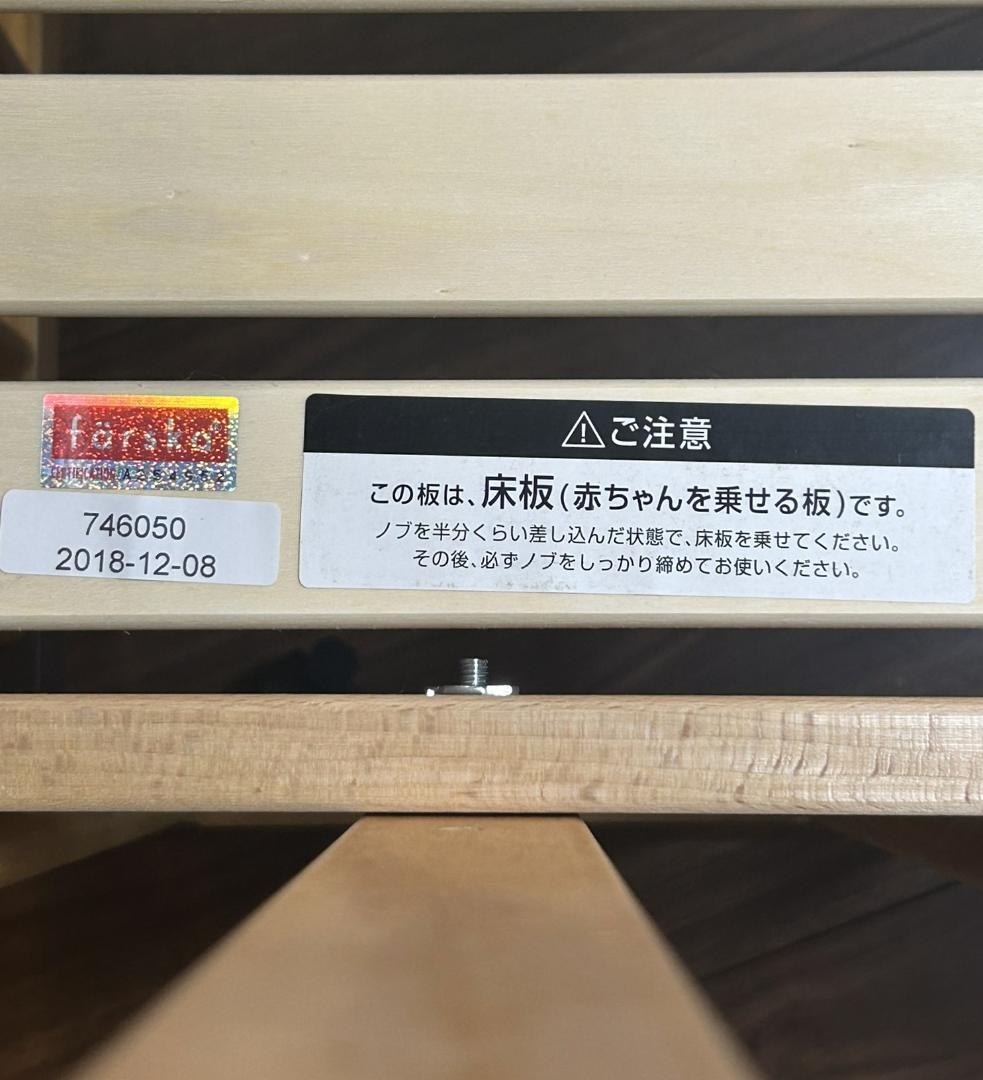 farska
CERTIFICATION
746050
2018-12-08
ご注意
この板は、床板(赤ちゃんを乗せる板)です。
ノブを半分くらい差し込んだ状態で、床板を乗せてください。
その後、必ずノブをしっかり締めてお使いください。